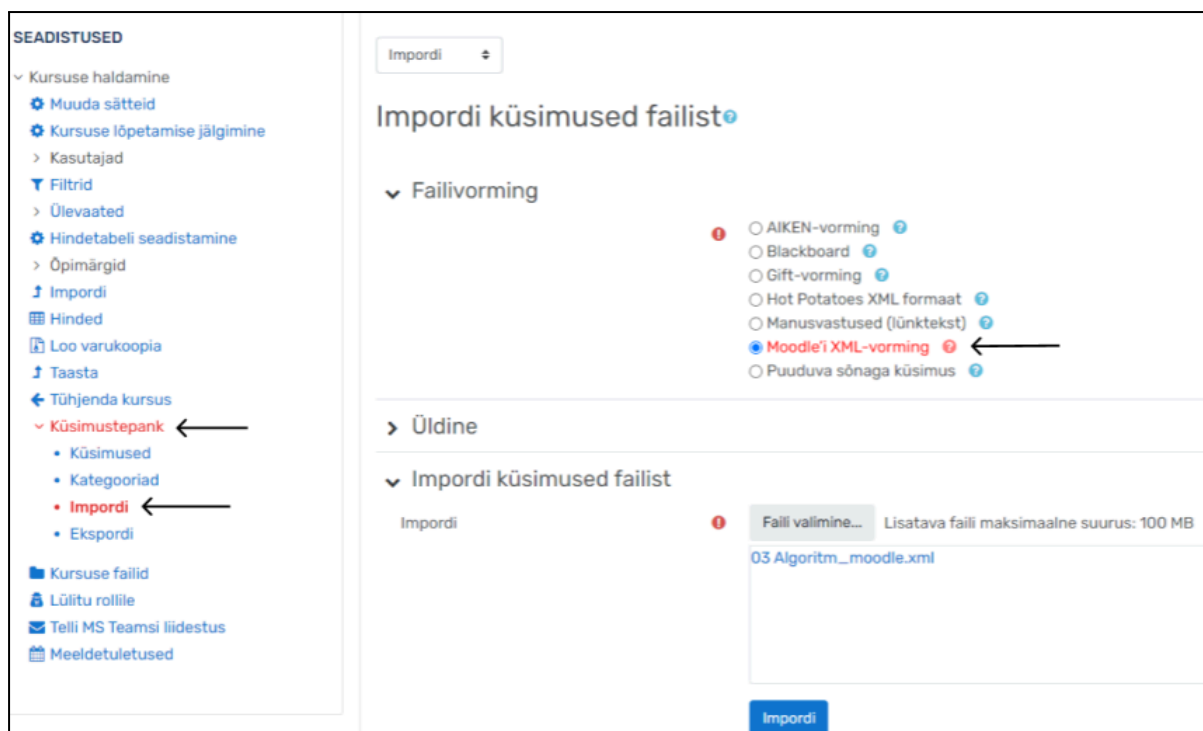 SEADISTUSED
Kursuse haldamine
Muuda sätteid
Kursuse lõpetamise jälgimine
Kasutajad
Filtrid
Ülevaated
Hindetabeli seadistamine
Õpimärgid
Impordi
Hinded
Loo varukoopia
Taasta
Tühjenda kursus
Küsimustepank
Küsimused
Kategooriad
Impordi
Ekspordi
Kursuse failid
Lülitu rollile
Telli MS Teamsi liidestus
Meeldetuletused
Impordi
Impordi küsimused failist
Failivorming
AIKEN-vorming
Blackboard
Gift-vorming
Hot Potatoes XML formaat
Manusvastused (lünktekst)
Moodle'i XML-vorming
Puuduva sõnaga küsimus
Üldine
Impordi küsimused failist
Impordi
Faili valimine... Lisatava faili maksimaalne suurus: 100 MB
03 Algoritm_moodle.xml
Impordi